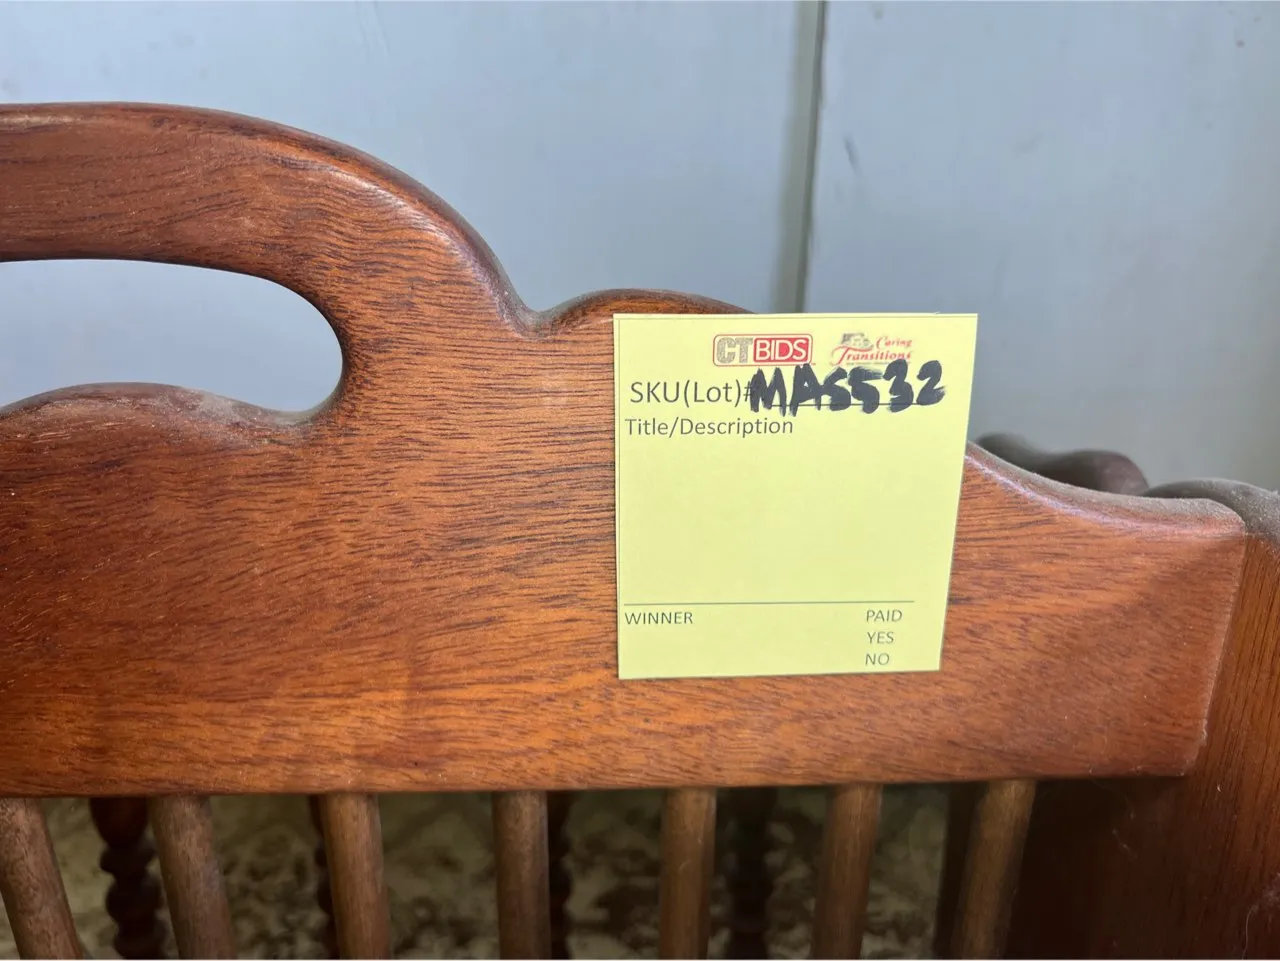 CTBIDS
Caring
Transitions
SKU(Lot)# MAS532
Title/Description
WINNER
PAID
YES
NO